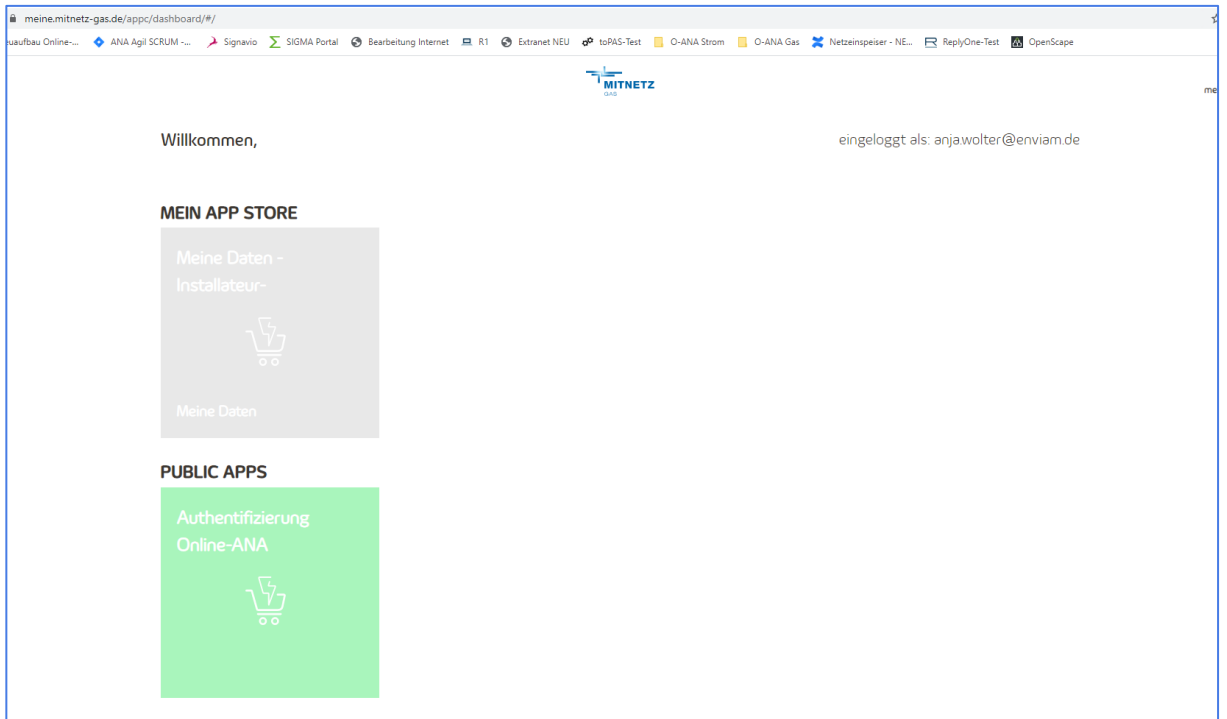 meine.mitnetz-gas.de/appc/dashboard/#/
euaufbau Online-... ANA Agil SCRUM -... Signavio SIGMA Portal Bearbeitung Internet R1 Extranet NEU toPAS-Test O-ANA Strom O-ANA Gas Netzeinspeiser - NE... ReplyOne-Test OpenScape
MITNETZ
GAS
me
Willkommen,
eingeloggt als: anja.wolter@enviam.de
MEIN APP STORE
Meine Daten -
Installateur-
Meine Daten
PUBLIC APPS
Authentifizierung
Online-ANA